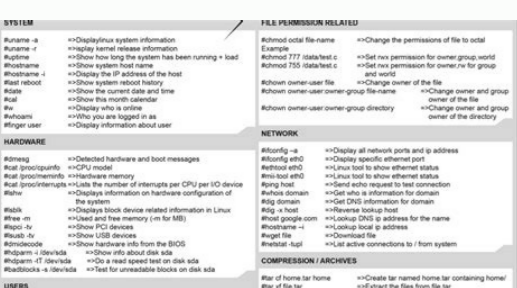 SYSTEM
#uname -a =>Displaylinux system information
#uname -r =>isplay kernel release information
#uptime =>Show how long the system has been running + load
#hostname =>Show system host name
#hostname -i =>Display the IP address of the host
#last reboot =>Show system reboot history
#date =>Show the current date and time
#cal =>Show this month calendar
#w =>Display who is online
#whoami =>Who you are logged in as
#finger user =>Display information about user
HARDWARE
#dmesg =>Detected hardware and boot messages
#cat /proc/cpuinfo =>CPU model
#cat /proc/meminfo =>Hardware memory
#cat /proc/interrupts =>Lists the number of interrupts per CPU per I/O device
#lshw =>Displays information on hardware configuration of
the system
#lsblk =>Displays block device related information in Linux
#free -m =>Used and free memory (-m for MB)
#lspci -tv =>Show PCI devices
#lsusb -tv =>Show USB devices
#dmidecode =>Show hardware info from the BIOS
#hdparm -i /dev/sda =>Show info about disk sda
#hdparm -tT /dev/sda =>Do a read speed test on disk sda
#badblocks -s /dev/sda =>Test for unreadable blocks on disk sda
USERS
FILE PERMISSION RELATED
#chmod octal file-name =>Change the permissions of file to octal
Example
#chmod 777 /data/test.c =>Set rwx permission for owner,group,world
#chmod 755 /data/test.c =>Set rwx permission for owner,rw for group
and world
#chown owner-user file =>Change owner of the file
#chown owner-user:owner-group file-name =>Change owner and group
owner of the file
#chown owner-user:owner-group directory =>Change owner and group
owner of the directory
NETWORK
#ifconfig -a =>Display all network ports and ip address
#ifconfig eth0 =>Display specific ethernet port
#ethtool eth0 =>Linux tool to show ethernet status
#mii-tool eth0 =>Linux tool to show ethernet status
#ping host =>Send echo request to test connection
#whois domain =>Get who is information for domain
#dig domain =>Get DNS information for domain
#dig -x host =>Reverse lookup host
#host google.com =>Lookup DNS ip address for the name
#hostname -i =>Lookup local ip address
#wget file =>Download file
#netstat -tupl =>List active connections to / from system
COMPRESSION / ARCHIVES
#tar cf home.tar home =>Create tar named home.tar containing home/
#tar xf file.tar =>Extract the files from file.tar